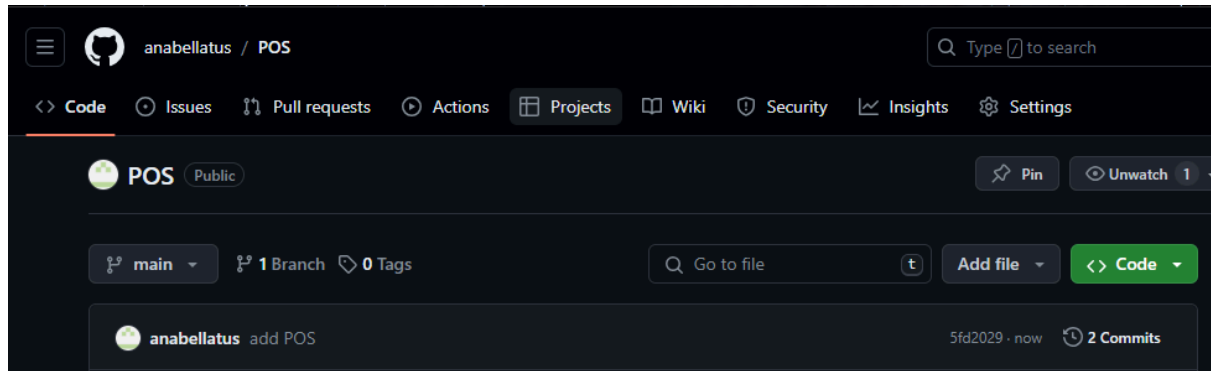 anabellatus / POS
Type / to search
Code Issues Pull requests Actions Projects Wiki Security Insights Settings
POS Public
Pin Unwatch 1
main 1 Branch 0 Tags
Go to file t Add file Code
anabellatus add POS 5fd2029 · now 2 Commits